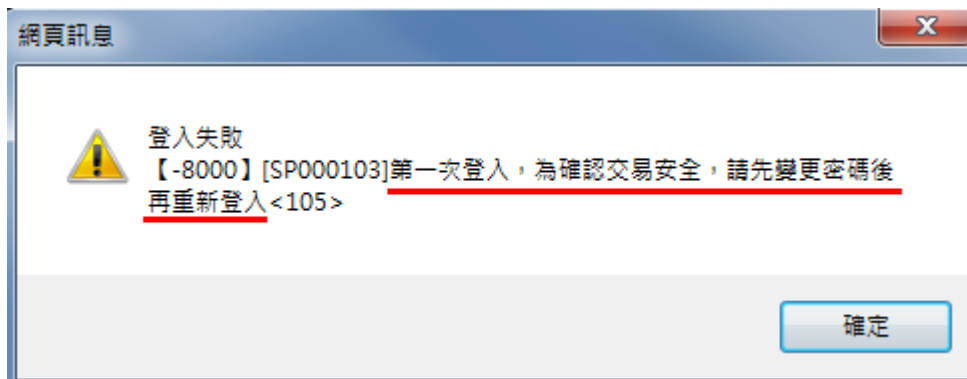 網頁訊息
登入失敗
【-8000】[SP000103]第一次登入，為確認交易安全，請先變更密碼後
再重新登入<105>
確定